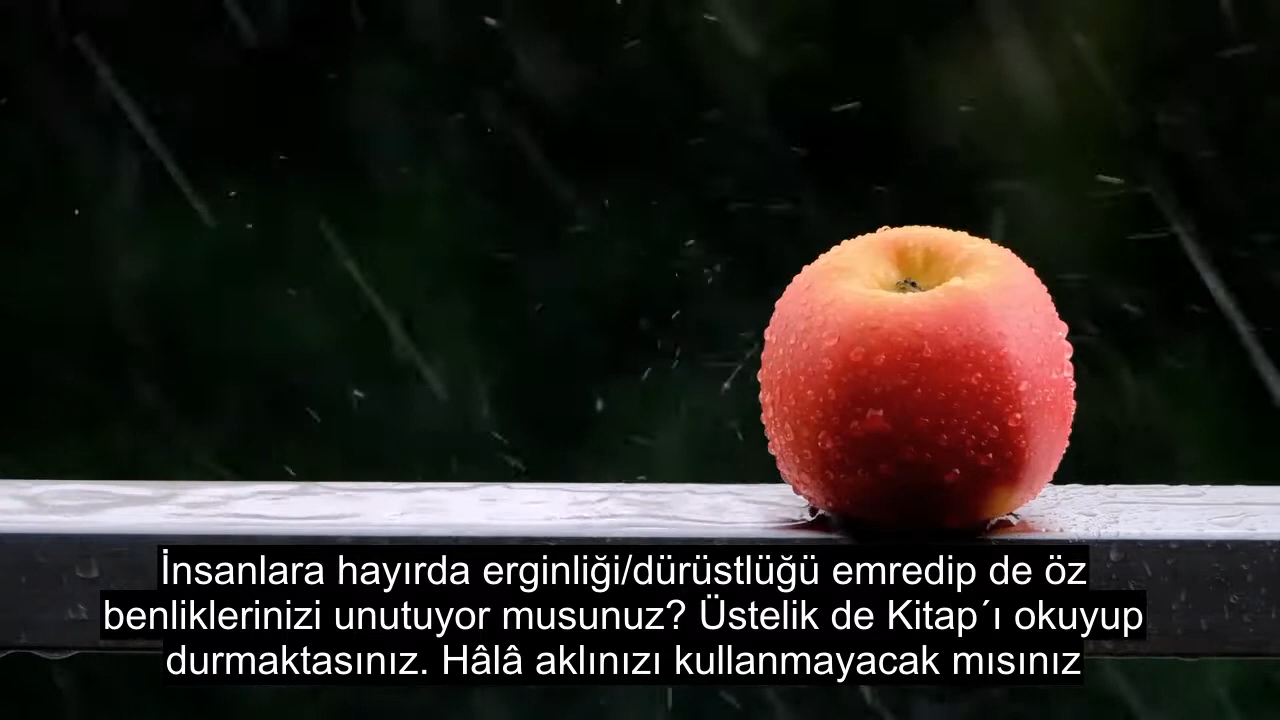 İnsanlara hayırda erginliği/dürüstlüğü emredip de öz
benliklerinizi unutuyor musunuz? Üstelik de Kitap´ı okuyup
durmaktasınız. Hâlâ aklınızı kullanmayacak mısınız